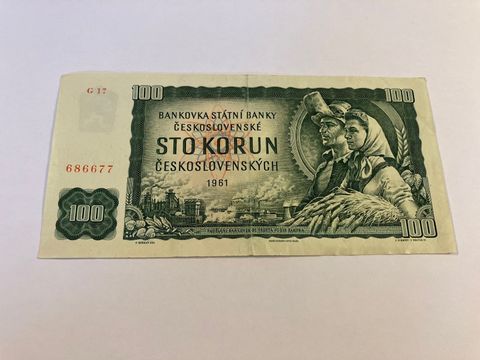 G 17
100
100
BANKOVKA STÁTNÍ BANKY
ČESKOSLOVENSKÉ
686677
STO KORUN
ČESKOSLOVENSKÝCH
1961
100
100